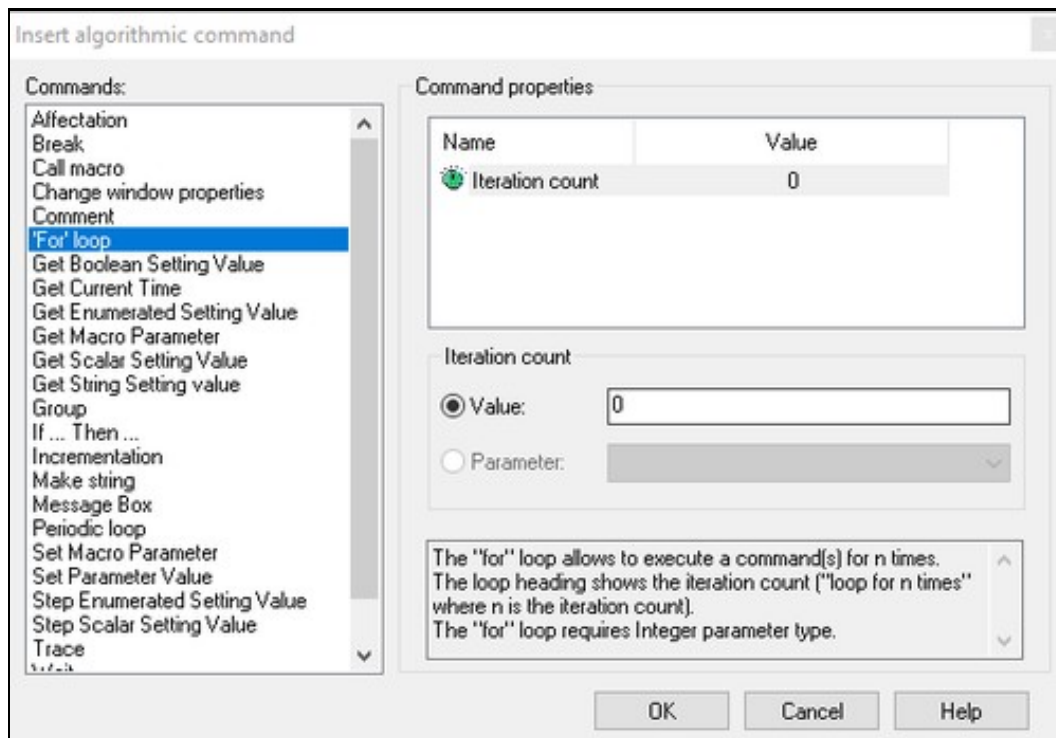 Insert algorithmic command
Commands:
Affectation
Break
Call macro
Change window properties
Comment
'For' loop
Get Boolean Setting Value
Get Current Time
Get Enumerated Setting Value
Get Macro Parameter
Get Scalar Setting Value
Get String Setting value
Group
If ... Then ...
Incrementation
Make string
Message Box
Periodic loop
Set Macro Parameter
Set Parameter Value
Step Enumerated Setting Value
Step Scalar Setting Value
Trace
Command properties
Name Value
Iteration count 0
Iteration count
Value: 0
Parameter:
The "for" loop allows to execute a command(s) for n times.
The loop heading shows the iteration count ("loop for n times"
where n is the iteration count).
The "for" loop requires Integer parameter type.
OK Cancel Help